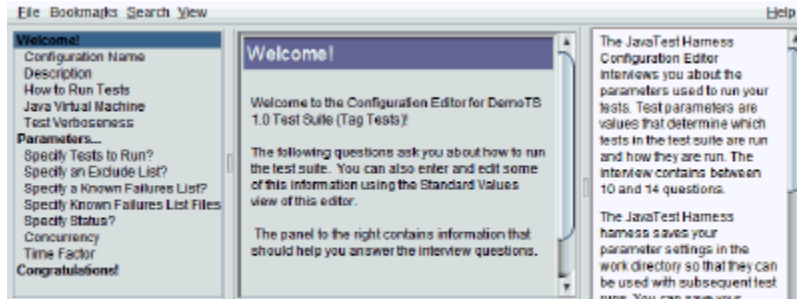 File Bookmarks Search View Help
Welcome!
Configuration Name
Description
How to Run Tests
Java Virtual Machine
Test Verboseness
Parameters...
Specify Tests to Run?
Specify an Exclude List?
Specify a Known Failures List?
Specify Known Failures List Files
Specify Status?
Concurrency
Time Factor
Congratulations!
Welcome!
Welcome to the Configuration Editor for DemoTS
1.0 Test Suite (Tag Tests)!
The following questions ask you about how to run
the test suite. You can also enter and edit some
of this information using the Standard Values
view of this editor.
The panel to the right contains information that
should help you answer the interview questions.
The JavaTest Harness
Configuration Editor
interviews you about the
parameters used to run your
tests. Test parameters are
values that determine which
tests in the test suite are run
and how they are run. The
interview contains between
10 and 14 questions.
The JavaTest Harness
harness saves your
parameter settings in the
work directory so that they can
be used with subsequent test
runs. You can save your